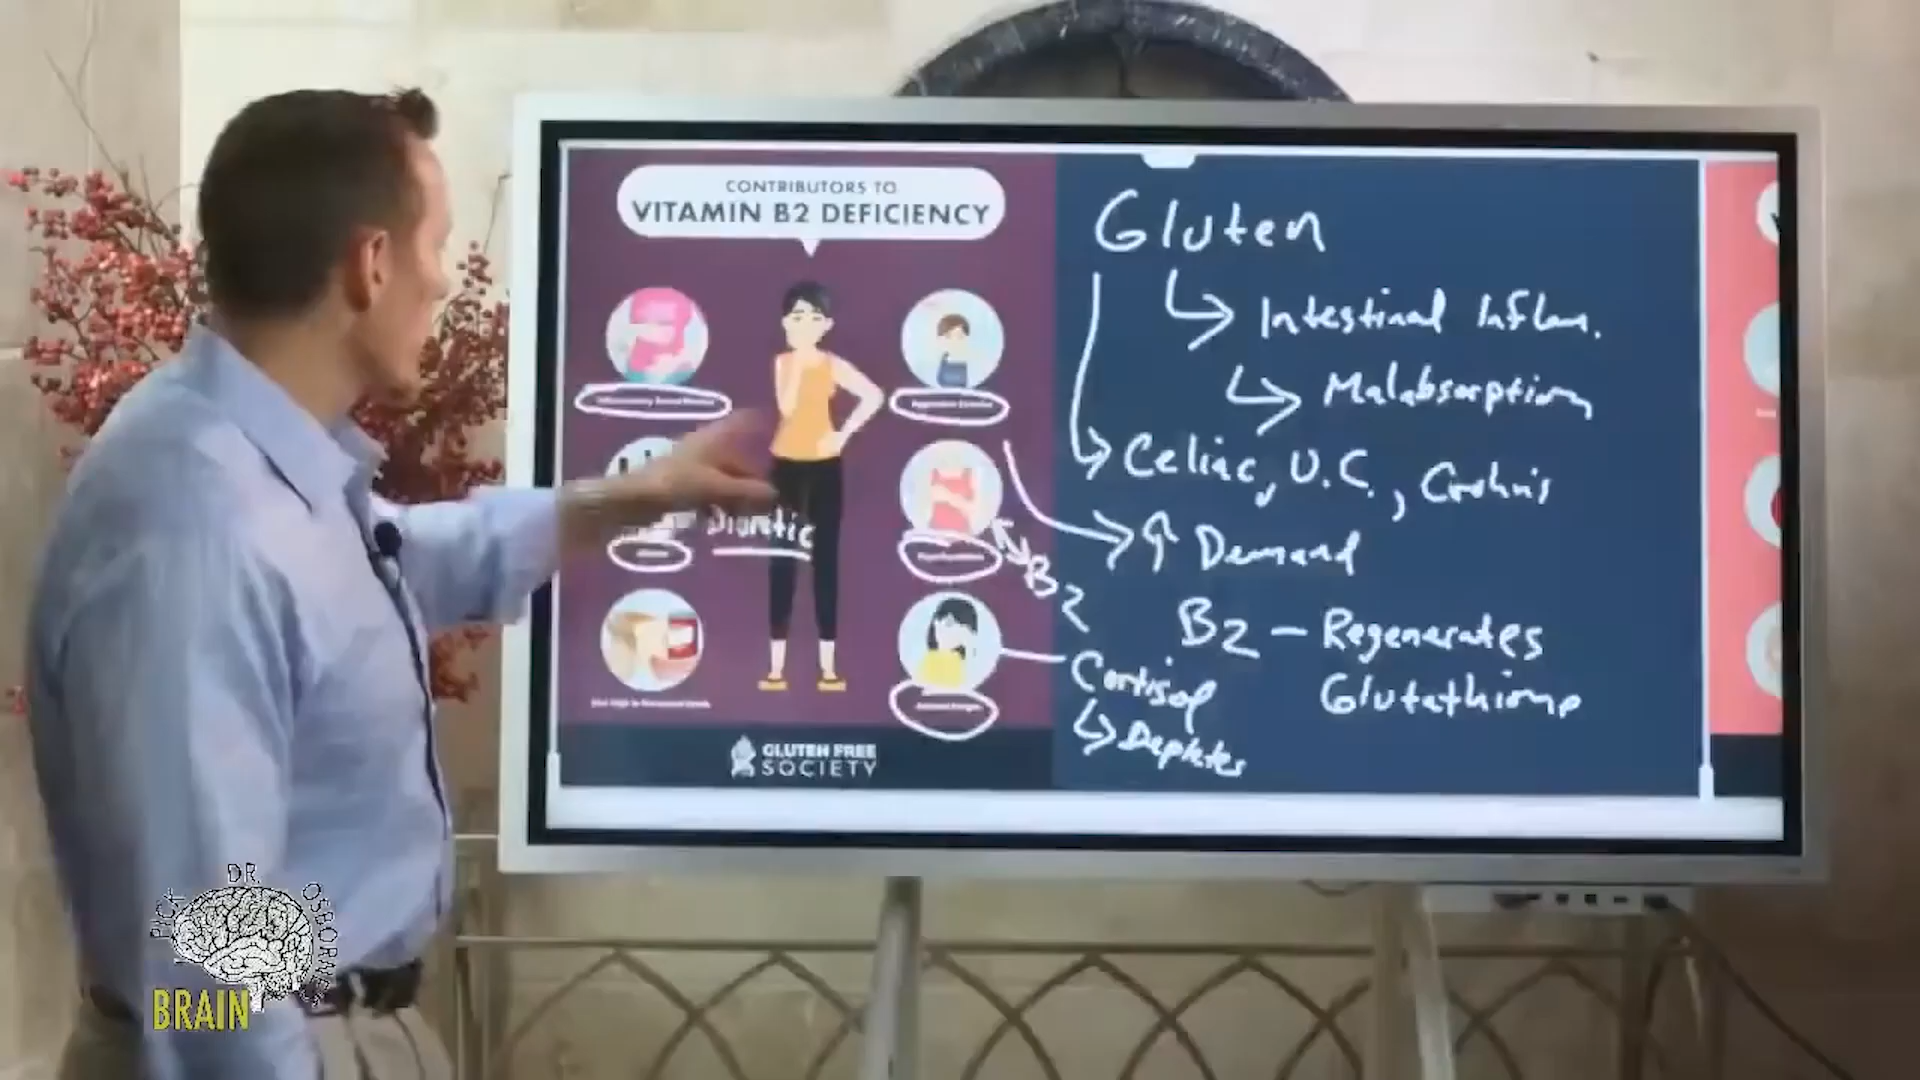 CONTRIBUTORS TO
VITAMIN B2 DEFICIENCY
Diuretic
GLUTEN FREE
SOCIETY
Gluten
Intestinal Inflam.
Malabsorption
Celiac, U.C., Crohn's
↑ Demand
B2
B2 - Regenerates
Glutathione
Cortisol
Depletes
PICK DR. OSBORNE'S
BRAIN